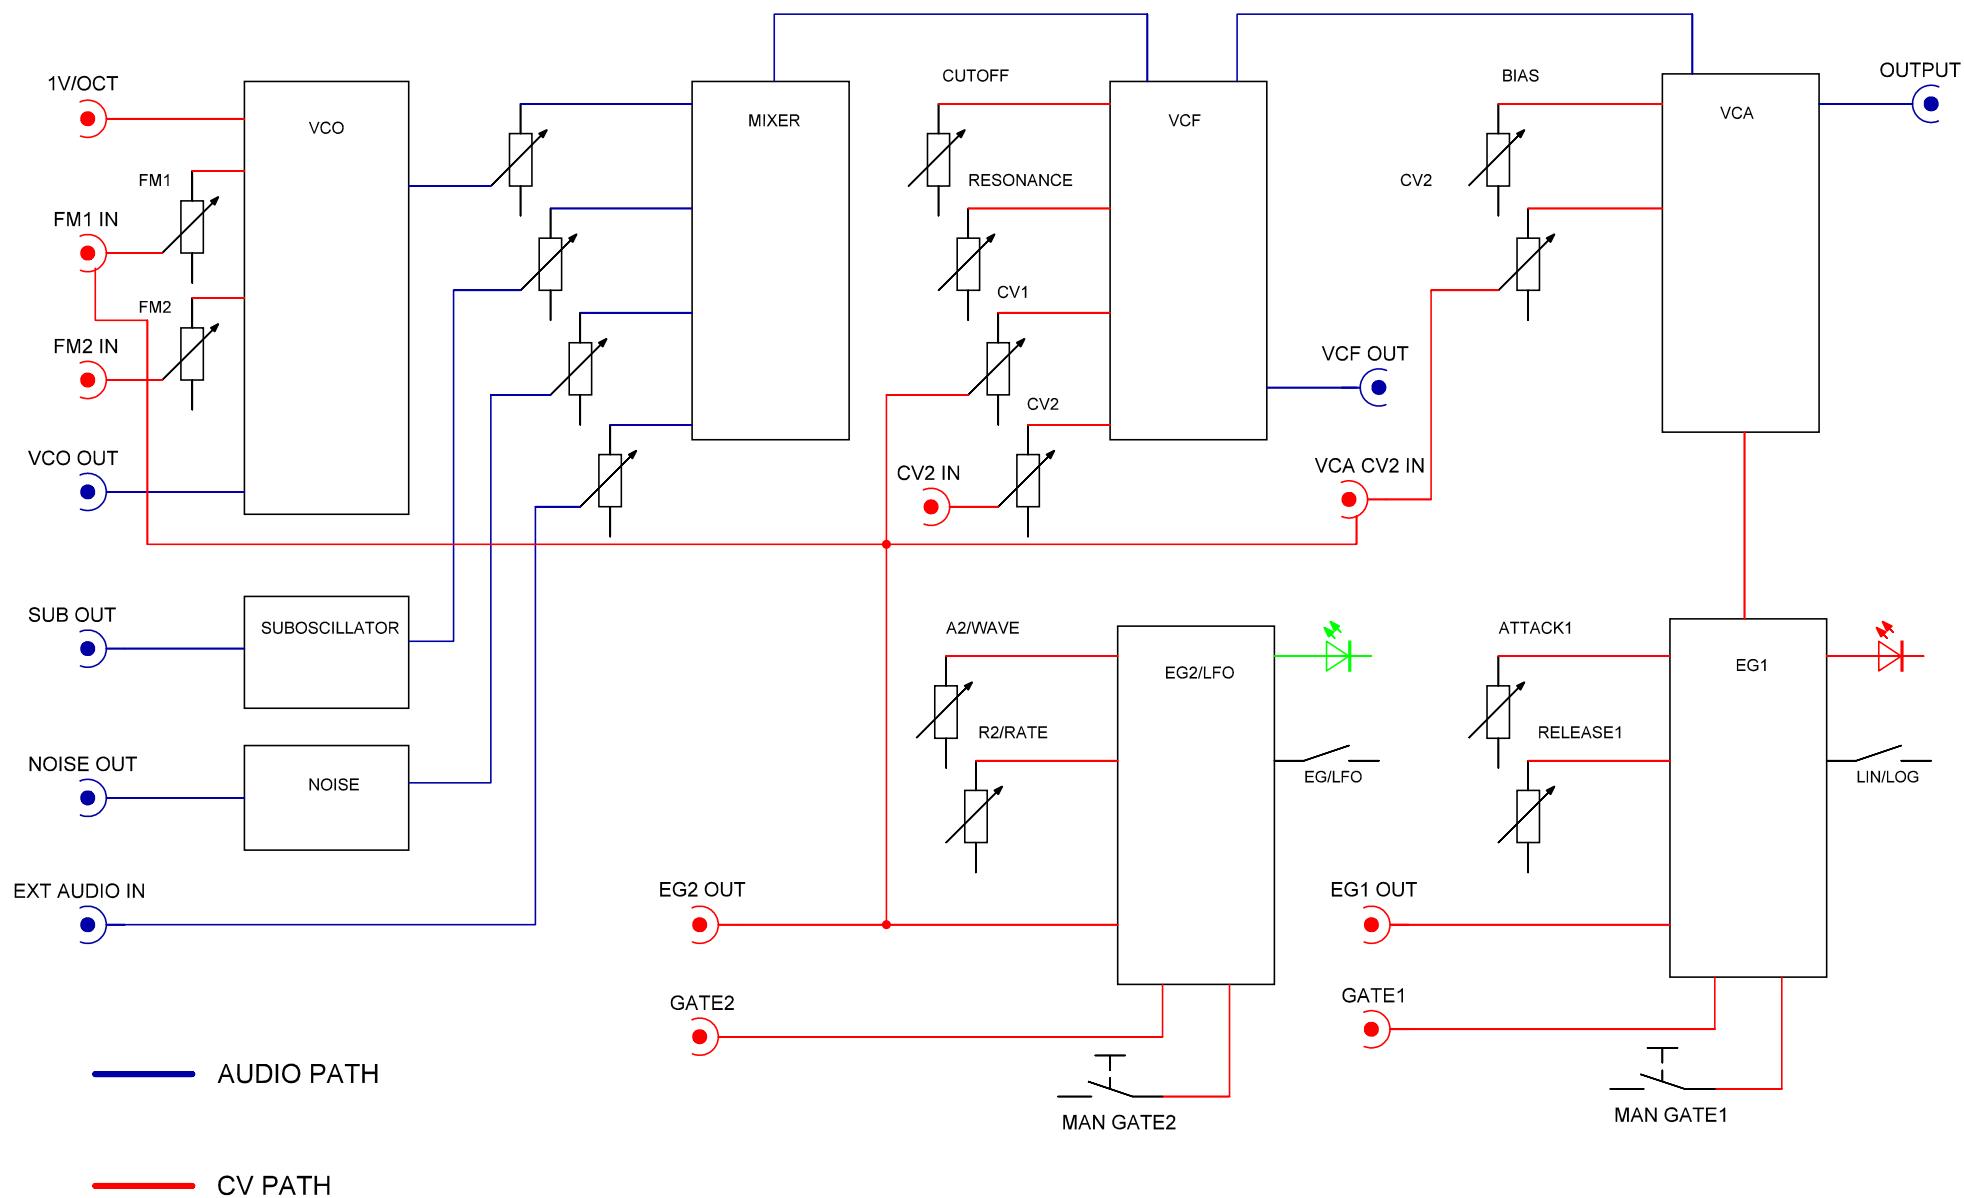 1V/OCT
VCO
FM1
FM1 IN
FM2
FM2 IN
VCO OUT
MIXER
CUTOFF
VCF
RESONANCE
CV1
CV2
CV2 IN
VCF OUT
BIAS
VCA
CV2
VCA CV2 IN
OUTPUT
SUB OUT
SUBOSCILLATOR
NOISE OUT
NOISE
EXT AUDIO IN
A2/WAVE
EG2/LFO
R2/RATE
EG/LFO
EG2 OUT
GATE2
MAN GATE2
ATTACK1
EG1
RELEASE1
LIN/LOG
EG1 OUT
GATE1
MAN GATE1
AUDIO PATH
CV PATH